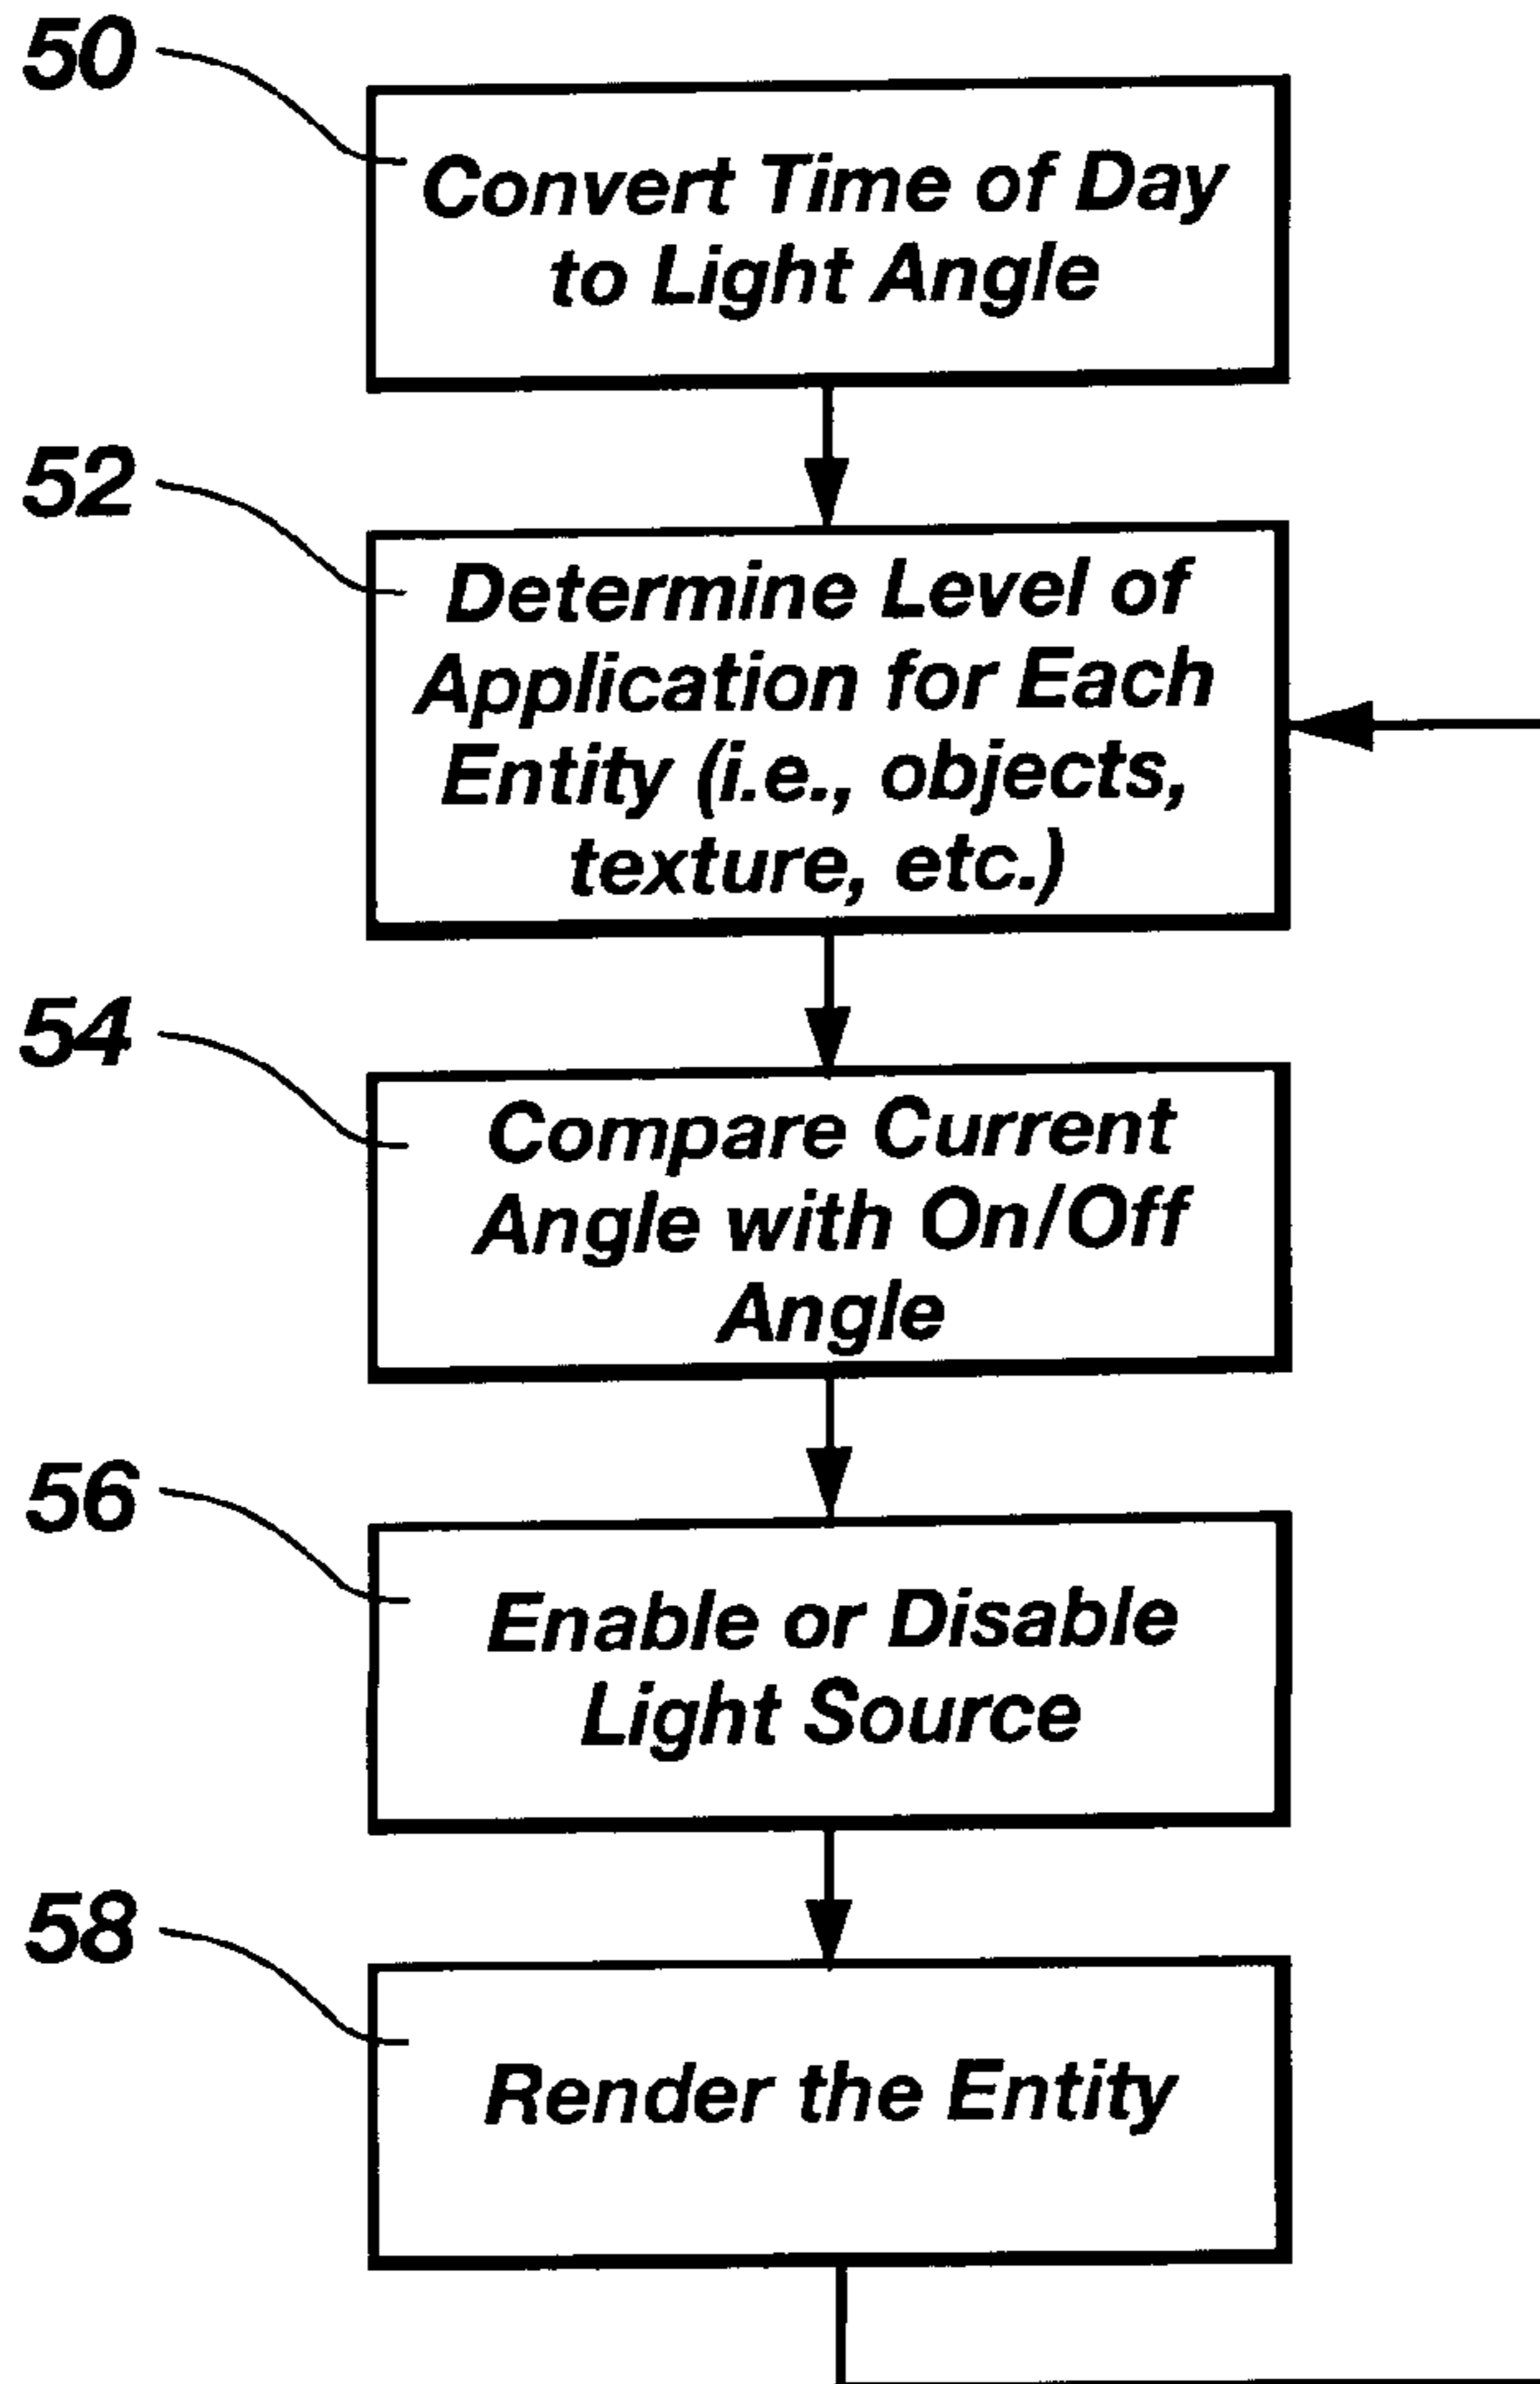 50
Convert Time of Day
to Light Angle
52
Determine Level of
Application for Each
Entity (i.e., objects,
texture, etc.)
54
Compare Current
Angle with On/Off
Angle
56
Enable or Disable
Light Source
58
Render the Entity